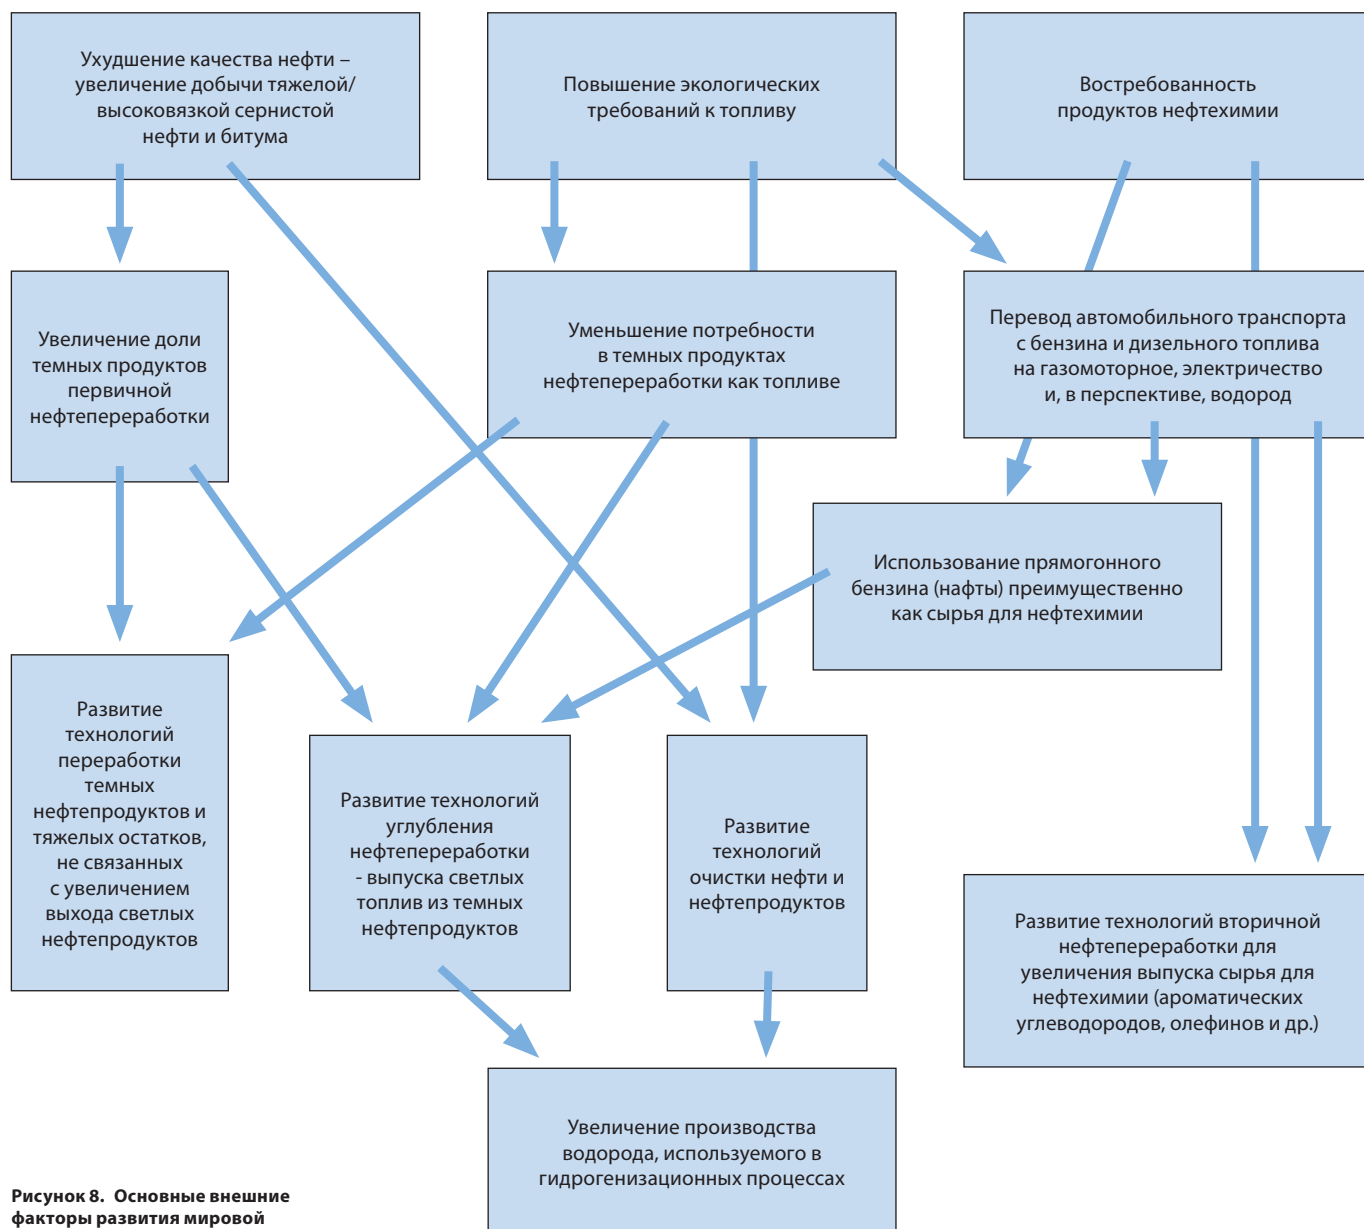 Ухудшение качества нефти –
увеличение добычи тяжелой/
высоковязкой сернистой
нефти и битума
Повышение экологических
требований к топливу
Востребованность
продуктов нефтехимии
Увеличение доли
темных продуктов
первичной
нефтепереработки
Уменьшение потребности
в темных продуктах
нефтепереработки как топливе
Перевод автомобильного транспорта
с бензина и дизельного топлива
на газомоторное, электричество
и, в перспективе, водород
Использование прямогонного
бензина (нафты) преимущественно
как сырья для нефтехимии
Развитие
технологий
переработки
темных
нефтепродуктов и
тяжелых остатков,
не связанных
с увеличением
выхода светлых
нефтепродуктов
Развитие технологий
углубления
нефтепереработки
- выпуска светлых
топлив из темных
нефтепродуктов
Развитие
технологий
очистки нефти и
нефтепродуктов
Развитие технологий вторичной
нефтепереработки для
увеличения выпуска сырья для
нефтехимии (ароматических
углеводородов, олефинов и др.)
Увеличение производства
водорода, используемого в
гидрогенизационных процессах
Рисунок 8. Основные внешние
факторы развития мировой